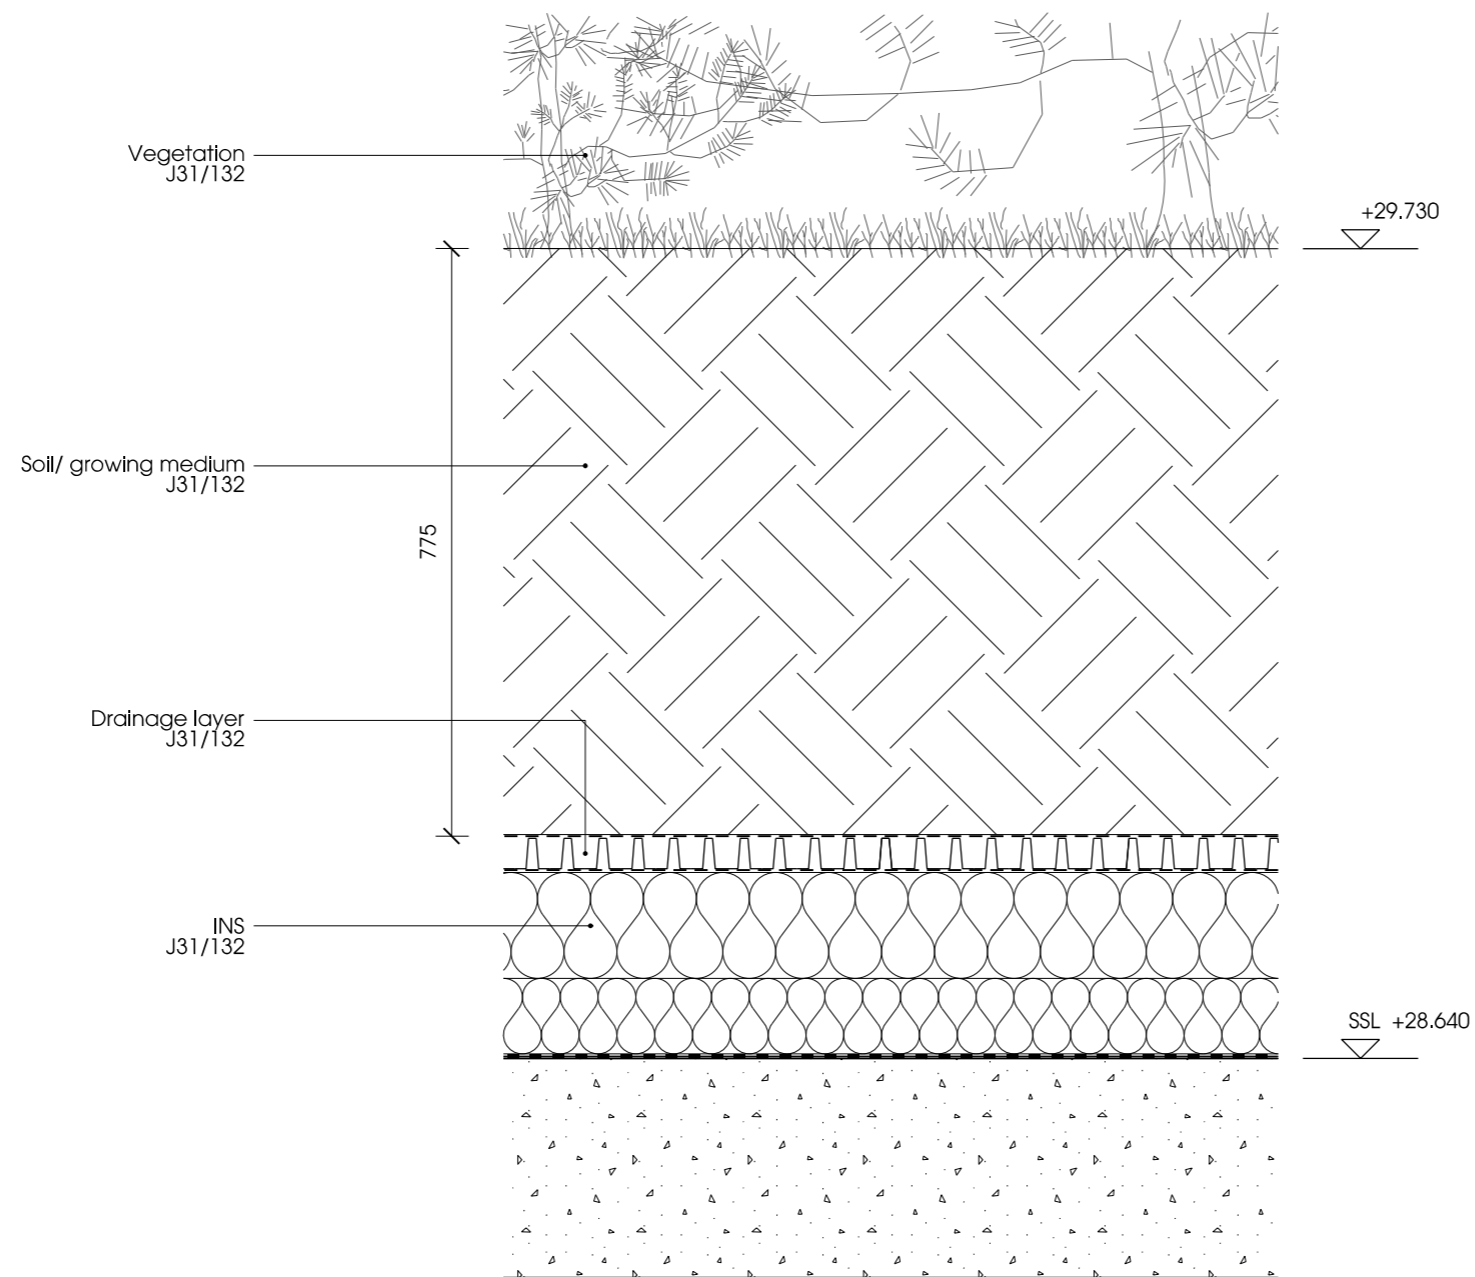 Vegetation
J31/132
+29.730
Soil/ growing medium
J31/132
775
Drainage layer
J31/132
INS
J31/132
SSL +28.640